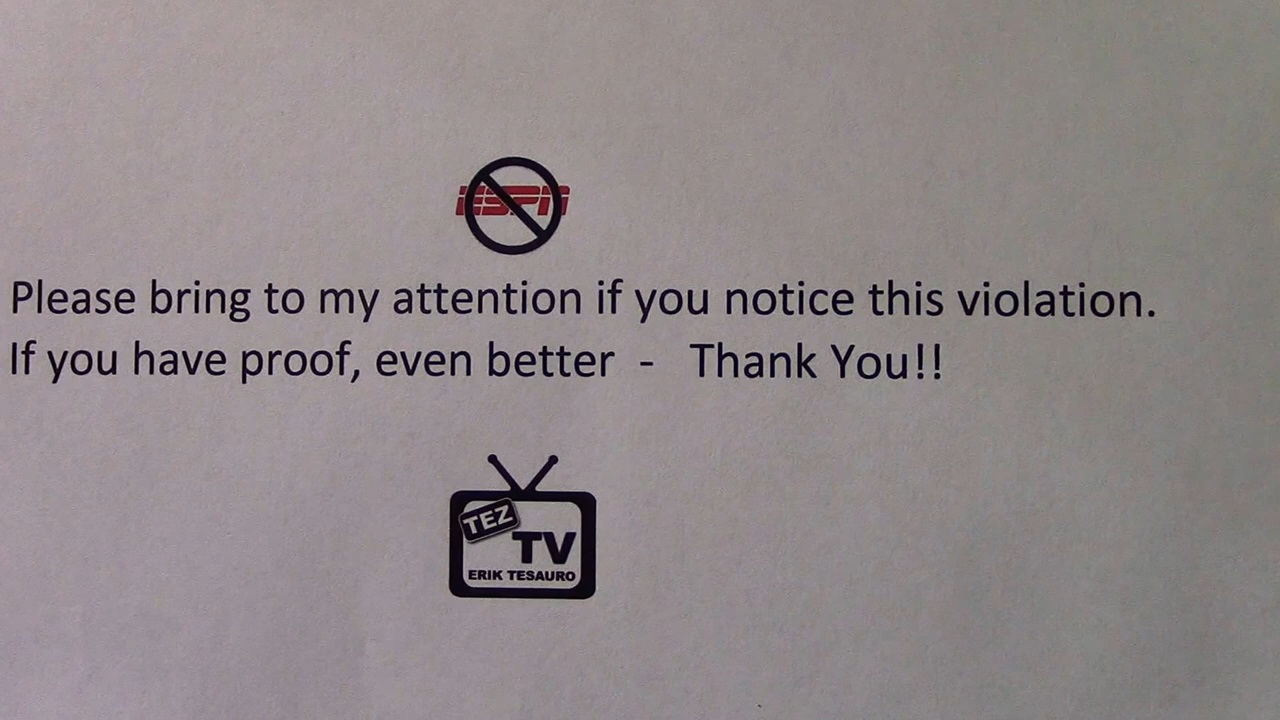 ESPN
Please bring to my attention if you notice this violation.
If you have proof, even better - Thank You!!
TEZ
TV
ERIK TESAURO